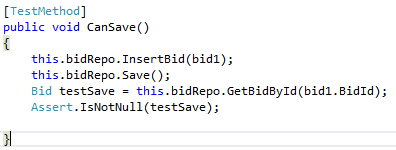 [TestMethod]
public void CanSave()
{
    this.bidRepo.InsertBid(bid1);
    this.bidRepo.Save();
    Bid testSave = this.bidRepo.GetBidById(bid1.BidId);
    Assert.IsNotNull(testSave);
}